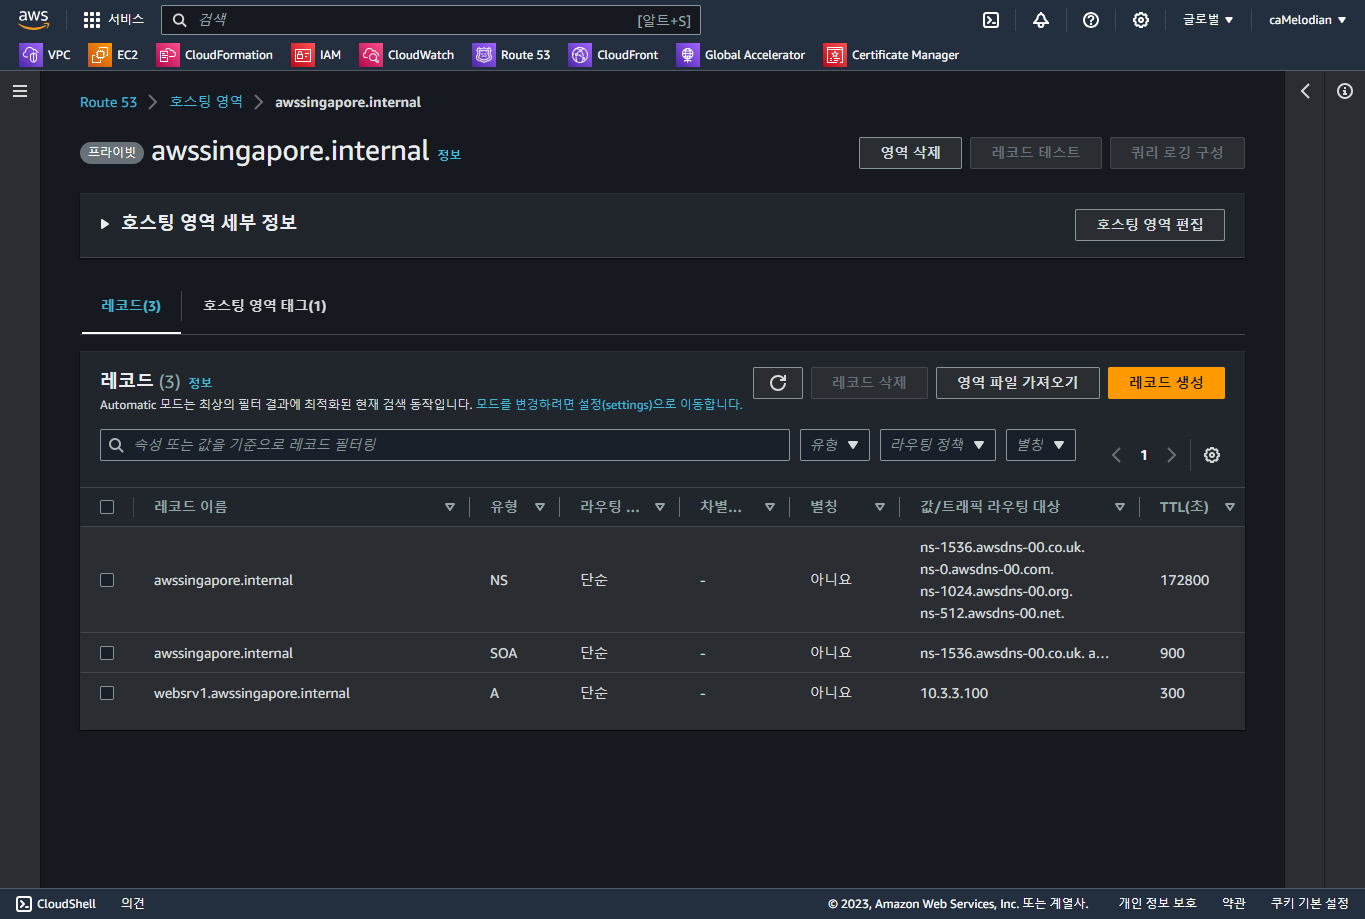 aws 서비스 검색 [알트+S] 글로벌 caMelodian
VPC EC2 CloudFormation IAM CloudWatch Route 53 CloudFront Global Accelerator Certificate Manager
Route 53 호스팅 영역 awssingapore.internal
프라이빗 awssingapore.internal 정보 영역 삭제 레코드 테스트 쿼리 로깅 구성
호스팅 영역 세부 정보 호스팅 영역 편집
레코드(3) 호스팅 영역 태그(1)
레코드 (3) 정보 레코드 삭제 영역 파일 가져오기 레코드 생성
Automatic 모드는 최상의 필터 결과에 최적화된 현재 검색 동작입니다. 모드를 변경하려면 설정(settings)으로 이동합니다.
속성 또는 값을 기준으로 레코드 필터링 유형 라우팅 정책 별칭 1
레코드 이름 유형 라우팅 ... 차별... 별칭 값/트래픽 라우팅 대상 TTL(초)
awssingapore.internal NS 단순 - 아니요 ns-1536.awsdns-00.co.uk.
ns-0.awsdns-00.com.
ns-1024.awsdns-00.org.
ns-512.awsdns-00.net. 172800
awssingapore.internal SOA 단순 - 아니요 ns-1536.awsdns-00.co.uk. a... 900
websrv1.awssingapore.internal A 단순 - 아니요 10.3.3.100 300
CloudShell 의견 © 2023, Amazon Web Services, Inc. 또는 계열사. 개인 정보 보호 약관 쿠키 기본 설정